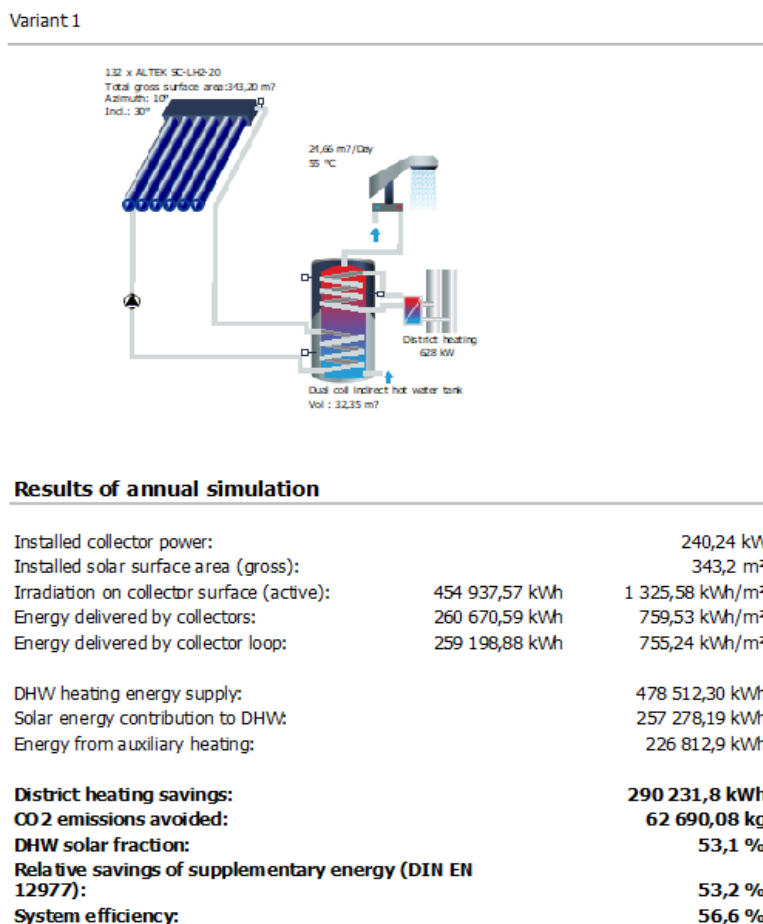 Variant 1
132 x ALTEK SC-LH2-20
Total gross surface area:343,20 m?
Azimuth: 10°
Incl.: 30°
24,66 m?/Day
55 °C
District heating
628 kW
Dual coil indirect hot water tank
Vol : 32,35 m?
Results of annual simulation
Installed collector power: 240,24 kW
Installed solar surface area (gross): 343,2 m²
Irradiation on collector surface (active): 454 937,57 kWh 1 325,58 kWh/m²
Energy delivered by collectors: 260 670,59 kWh 759,53 kWh/m²
Energy delivered by collector loop: 259 198,88 kWh 755,24 kWh/m²
DHW heating energy supply: 478 512,30 kWh
Solar energy contribution to DHW: 257 278,19 kWh
Energy from auxiliary heating: 226 812,9 kWh
District heating savings: 290 231,8 kWh
CO2 emissions avoided: 62 690,08 kg
DHW solar fraction: 53,1 %
Relative savings of supplementary energy (DIN EN
12977): 53,2 %
System efficiency: 56,6 %